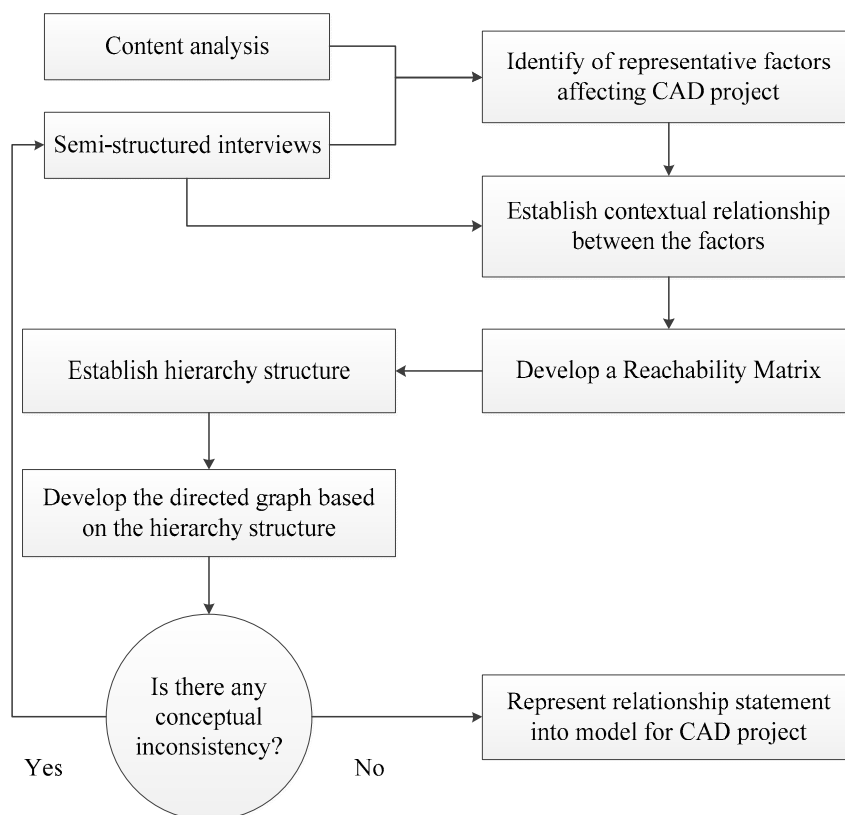 Content analysis
Identify of representative factors
affecting CAD project
Semi-structured interviews
Establish contextual relationship
between the factors
Establish hierarchy structure
Develop a Reachability Matrix
Develop the directed graph based
on the hierarchy structure
Is there any
conceptual
inconsistency?
Represent relationship statement
into model for CAD project
Yes
No